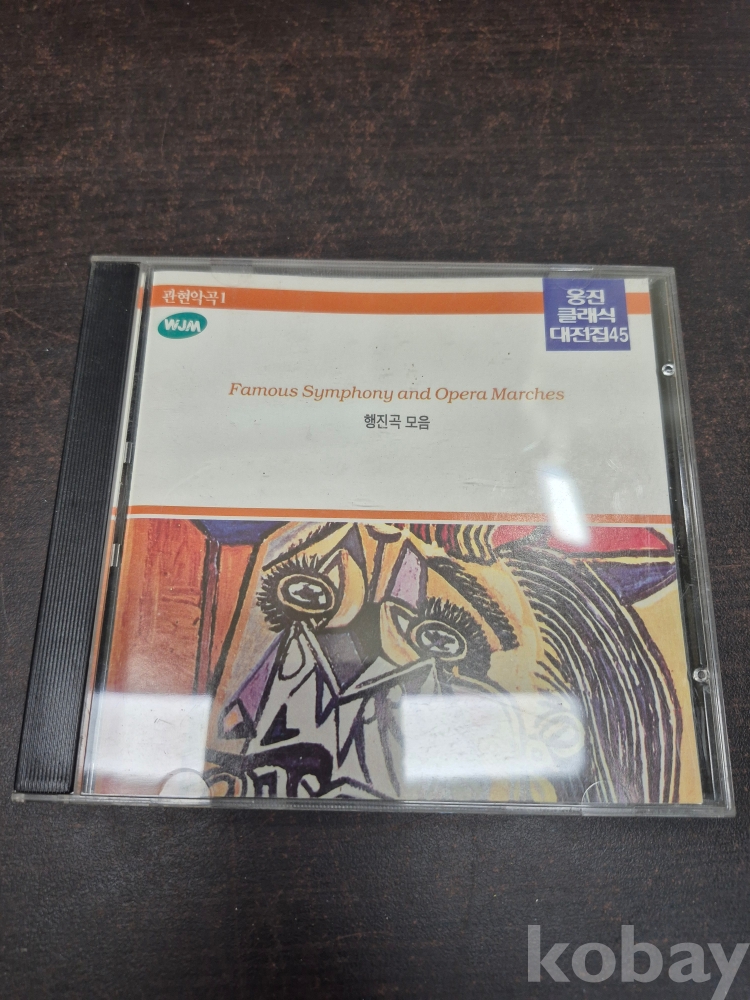 관현악곡 1
WJM
웅진
클래식
대전집45
Famous Symphony and Opera Marches
행진곡 모음
kobay